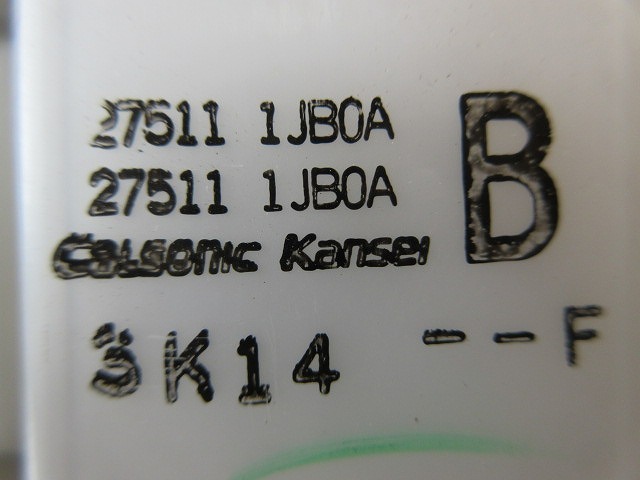 27511 1JB0A
27511 1JB0A
B
CaLsonic Kansei
3K14 --F